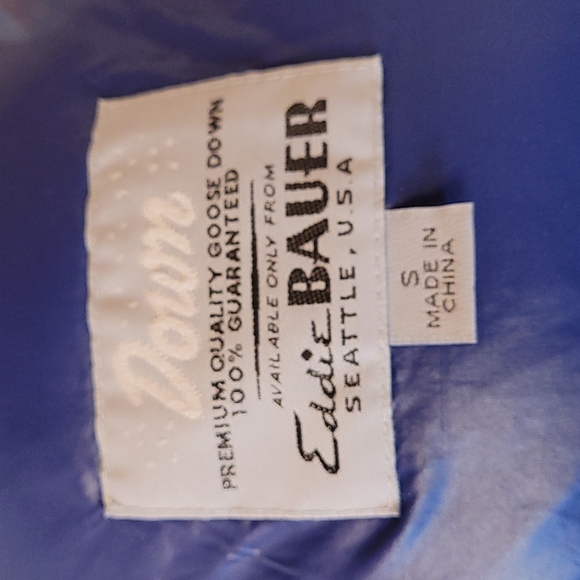 Down
PREMIUM QUALITY GOOSE DOWN
100% GUARANTEED
AVAILABLE ONLY FROM
Eddie BAUER
SEATTLE, U.S.A
S
MADE IN
CHINA